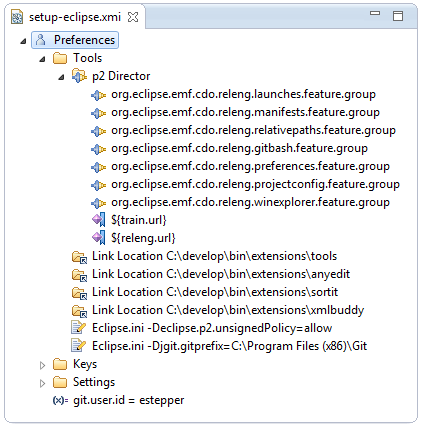 setup-eclipse.xmi
Preferences
Tools
p2 Director
org.eclipse.emf.cdo.releng.launches.feature.group
org.eclipse.emf.cdo.releng.manifests.feature.group
org.eclipse.emf.cdo.releng.relativepaths.feature.group
org.eclipse.emf.cdo.releng.gitbash.feature.group
org.eclipse.emf.cdo.releng.preferences.feature.group
org.eclipse.emf.cdo.releng.projectconfig.feature.group
org.eclipse.emf.cdo.releng.winexplorer.feature.group
${train.url}
${releng.url}
Link Location C:\develop\bin\extensions\tools
Link Location C:\develop\bin\extensions\anyedit
Link Location C:\develop\bin\extensions\sortit
Link Location C:\develop\bin\extensions\xmlbuddy
Eclipse.ini -Declipse.p2.unsignedPolicy=allow
Eclipse.ini -Djgit.gitprefix=C:\Program Files (x86)\Git
Keys
Settings
(x)= git.user.id = estepper